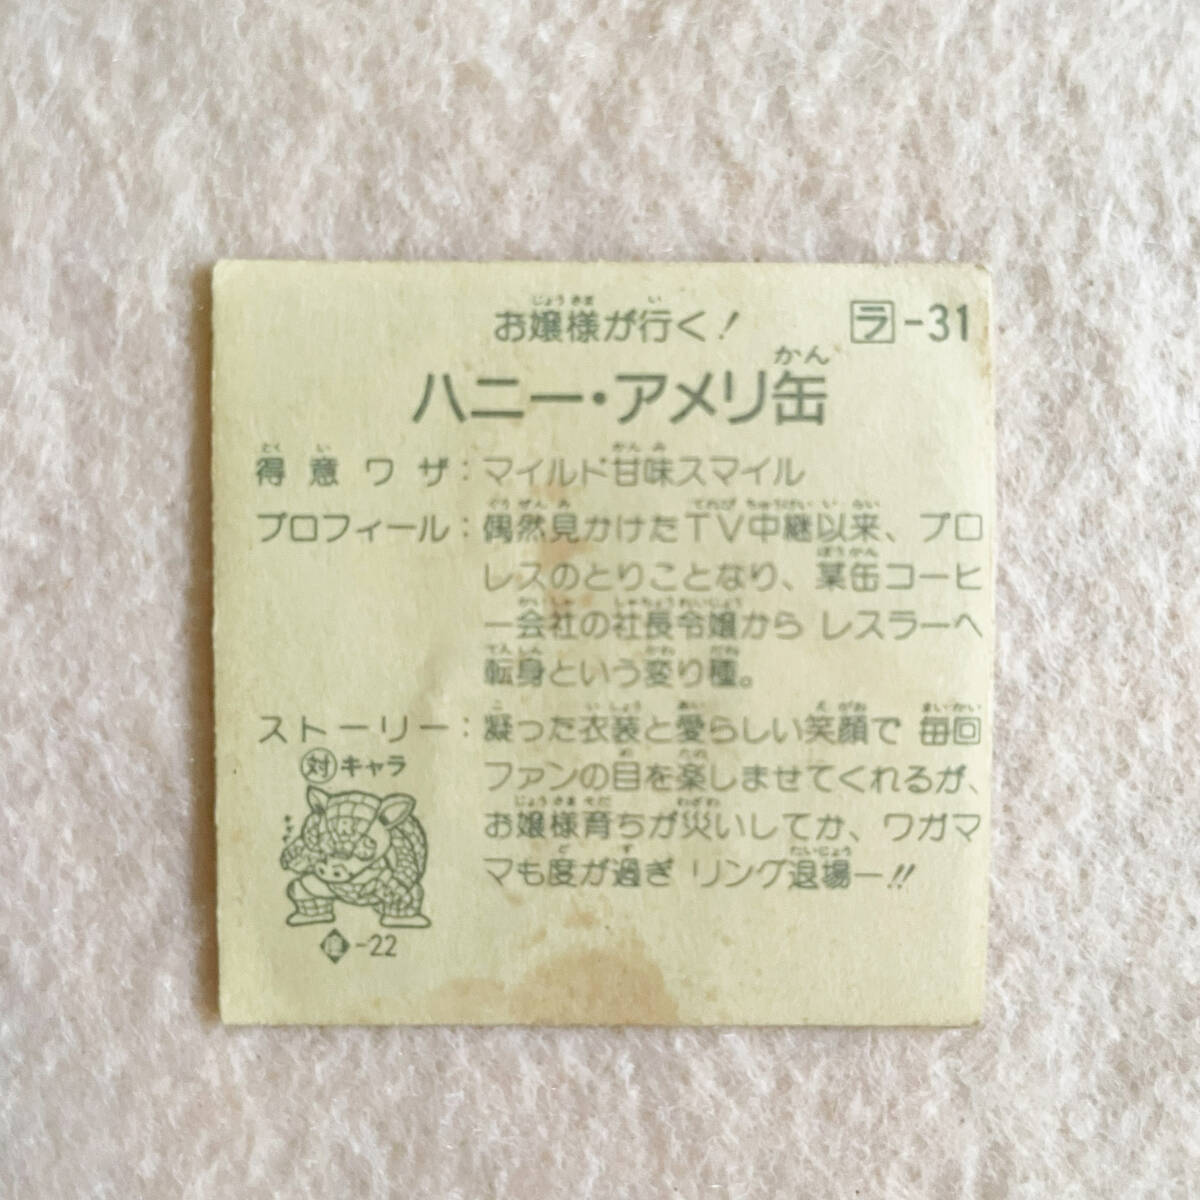 お嬢様が行く！ ラ-31
ハニー・アメリ缶
得意ワザ：マイルド甘味スマイル
プロフィール：偶然見かけたTV中継以来、プロ
レスのとりことなり、某缶コーヒ
ー会社の社長令嬢から レスラーへ
転身という変り種。
ストーリー：凝った衣装と愛らしい笑顔で 毎回
ファンの目を楽しませてくれるが、
お嬢様育ちが災いしてか、ワガマ
マも度が過ぎ リング退場ー!!
対キャラ
-22